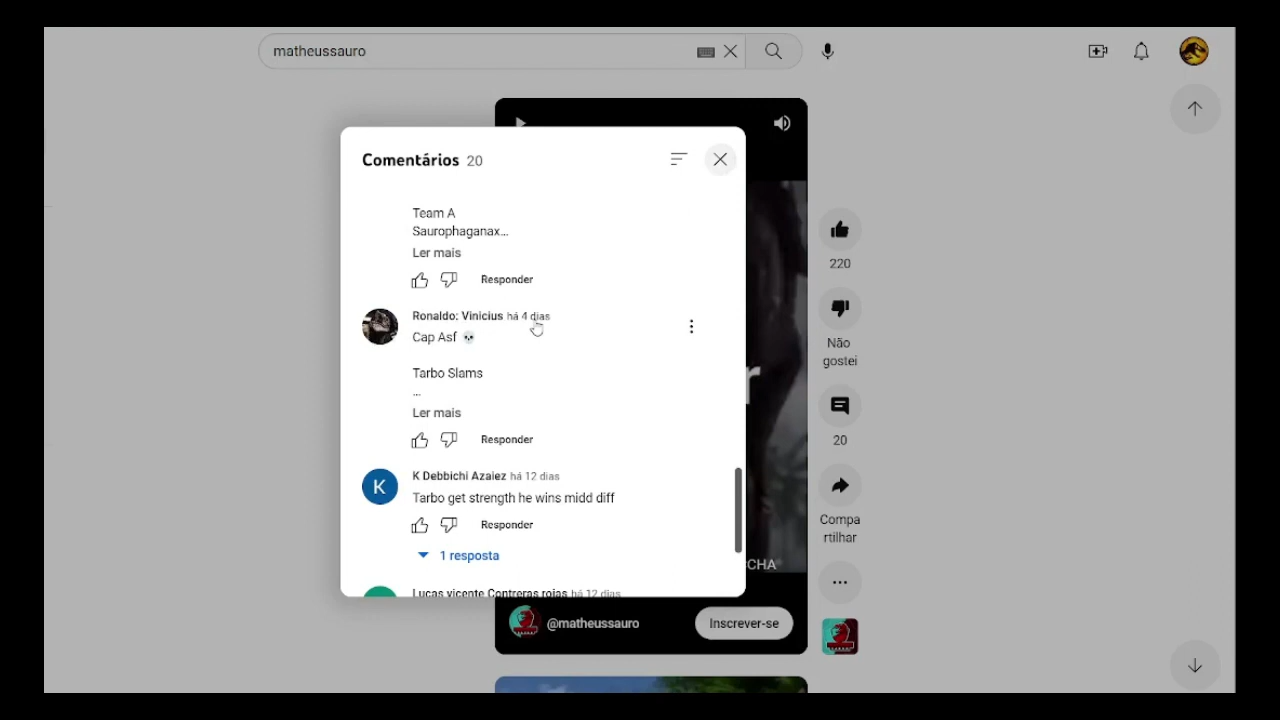 matheussauro
Comentários 20
Team A
Saurophaganax...
Ler mais
Responder
Ronaldo: Vinicius há 4 dias
Cap Asf 💀
Tarbo Slams
...
Ler mais
Responder
K
K Debbichi Azaiez há 12 dias
Tarbo get strength he wins midd diff
Responder
1 resposta
Lucas vicente Contreras rojas há 12 dias
r
CHA
@matheussauro
Inscrever-se
220
Não
gostei
20
Compa
rtilhar